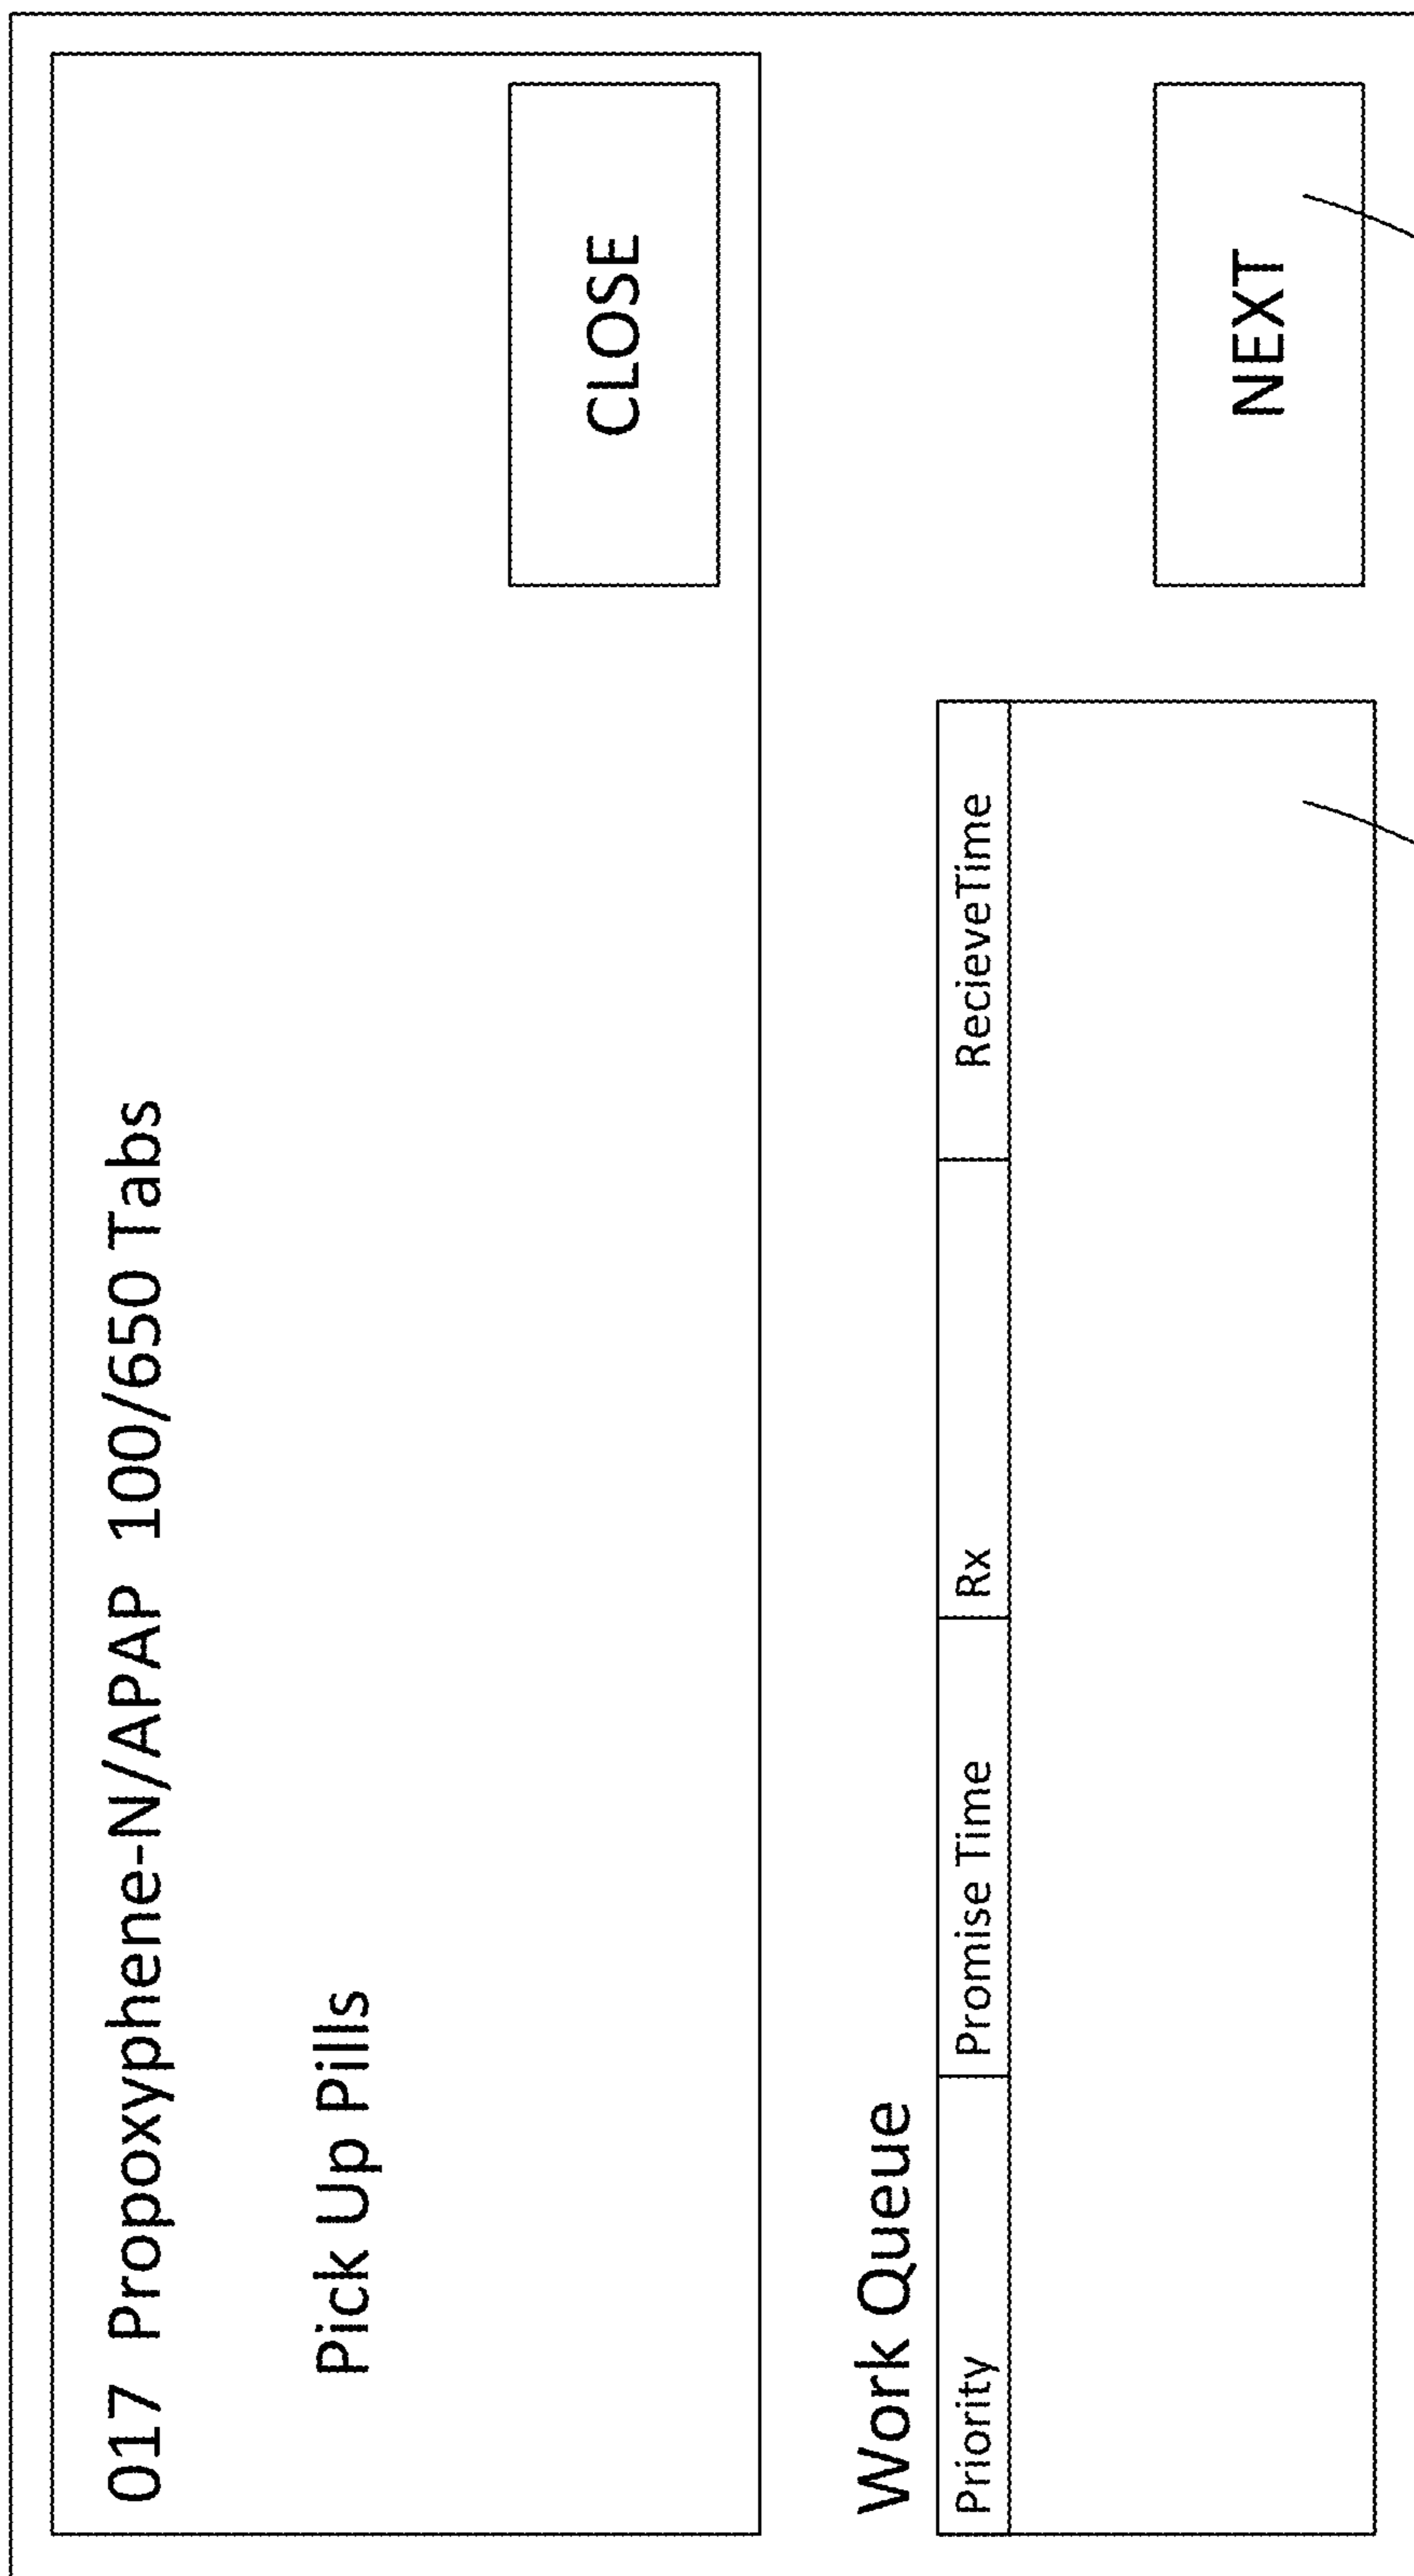 017 Propoxyphene-N/APAP 100/650 Tabs
Pick Up Pills
CLOSE
Work Queue
Priority Promise Time Rx RecieveTime
NEXT